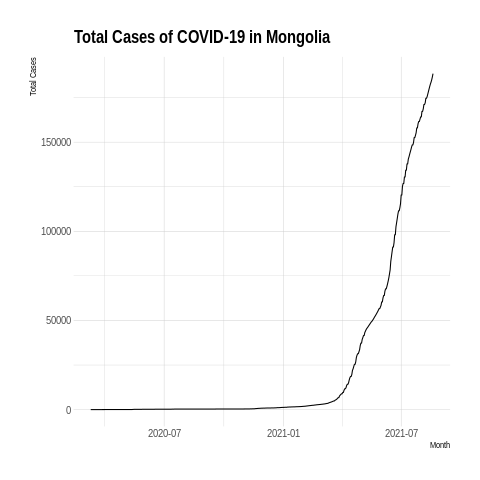 Total Cases of COVID-19 in Mongolia
Total Cases
150000
100000
50000
0
2020-07 2021-01 2021-07
Month